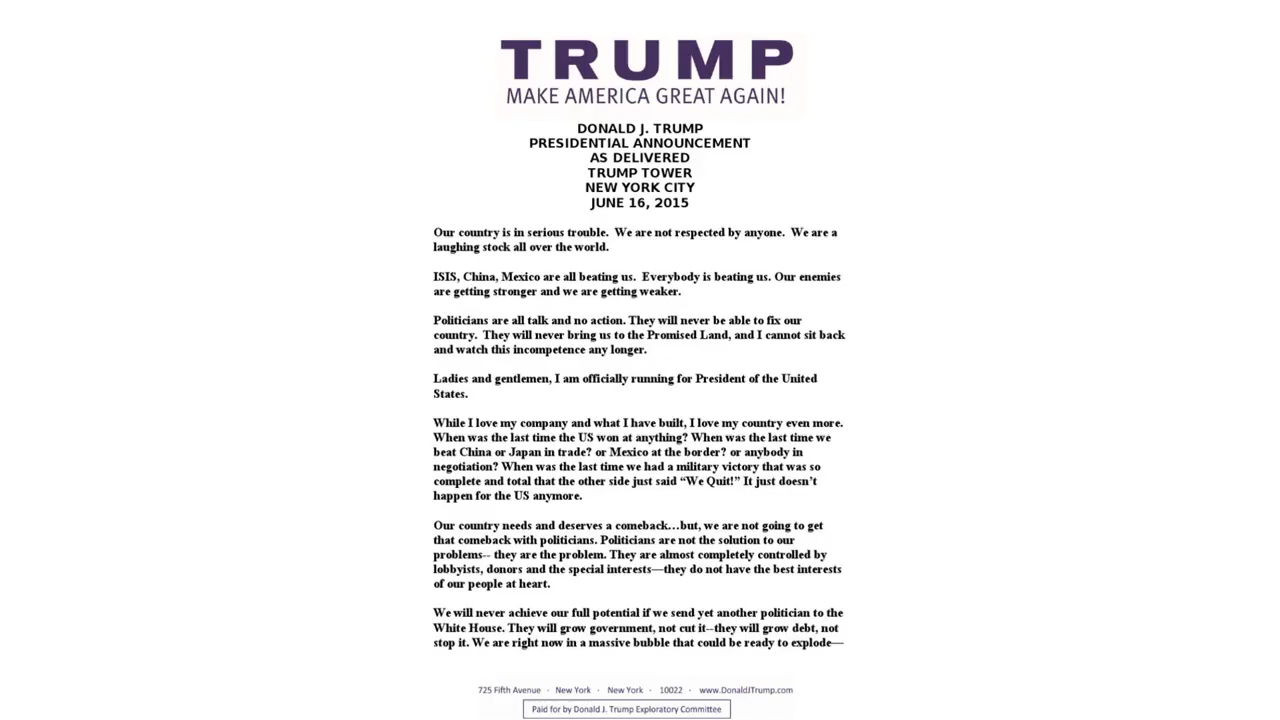 TRUMP
MAKE AMERICA GREAT AGAIN!
DONALD J. TRUMP
PRESIDENTIAL ANNOUNCEMENT
AS DELIVERED
TRUMP TOWER
NEW YORK CITY
JUNE 16, 2015
Our country is in serious trouble.  We are not respected by anyone.  We are a
laughing stock all over the world.
ISIS, China, Mexico are all beating us.  Everybody is beating us. Our enemies
are getting stronger and we are getting weaker.
Politicians are all talk and no action. They will never be able to fix our
country.  They will never bring us to the Promised Land, and I cannot sit back
and watch this incompetence any longer.
Ladies and gentlemen, I am officially running for President of the United
States.
While I love my company and what I have built, I love my country even more.
When was the last time the US won at anything? When was the last time we
beat China or Japan in trade? or Mexico at the border? or anybody in
negotiation? When was the last time we had a military victory that was so
complete and total that the other side just said “We Quit!” It just doesn’t
happen for the US anymore.
Our country needs and deserves a comeback…but, we are not going to get
that comeback with politicians. Politicians are not the solution to our
problems-- they are the problem. They are almost completely controlled by
lobbyists, donors and the special interests—they do not have the best interests
of our people at heart.
We will never achieve our full potential if we send yet another politician to the
White House. They will grow government, not cut it--they will grow debt, not
stop it. We are right now in a massive bubble that could be ready to explode—
725 Fifth Avenue · New York · New York · 10022 · www.DonaldJTrump.com
Paid for by Donald J. Trump Exploratory Committee